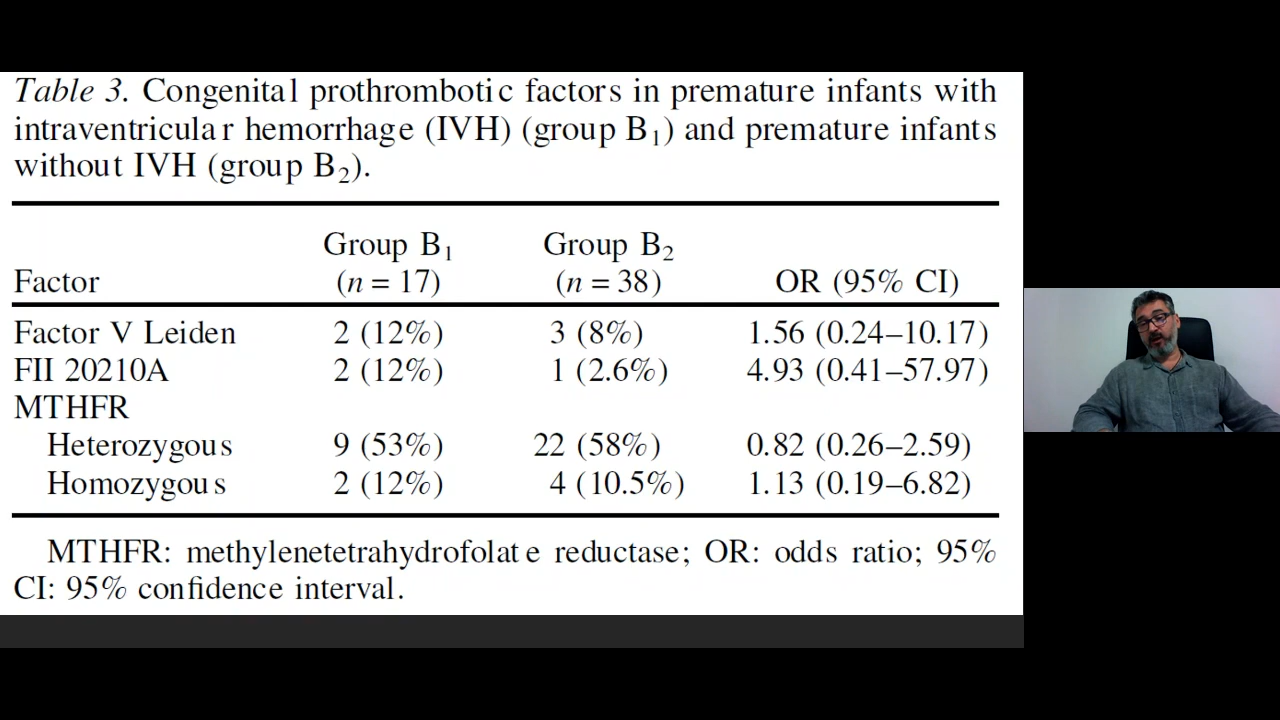 Table 3. Congenital prothrombotic factors in premature infants with
intraventricular hemorrhage (IVH) (group B₁) and premature infants
without IVH (group B₂).
Group B₁ Group B₂
Factor (n = 17) (n = 38) OR (95% CI)
Factor V Leiden 2 (12%) 3 (8%) 1.56 (0.24–10.17)
FII 20210A 2 (12%) 1 (2.6%) 4.93 (0.41–57.97)
MTHFR
Heterozygous 9 (53%) 22 (58%) 0.82 (0.26–2.59)
Homozygous 2 (12%) 4 (10.5%) 1.13 (0.19–6.82)
MTHFR: methylenetetrahydrofolate reductase; OR: odds ratio; 95%
CI: 95% confidence interval.